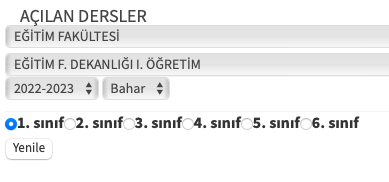 AÇILAN DERSLER
EĞİTİM FAKÜLTESİ
EĞİTİM F. DEKANLIĞI I. ÖĞRETİM
2022-2023 Bahar
1. sınıf 2. sınıf 3. sınıf 4. sınıf 5. sınıf 6. sınıf
Yenile